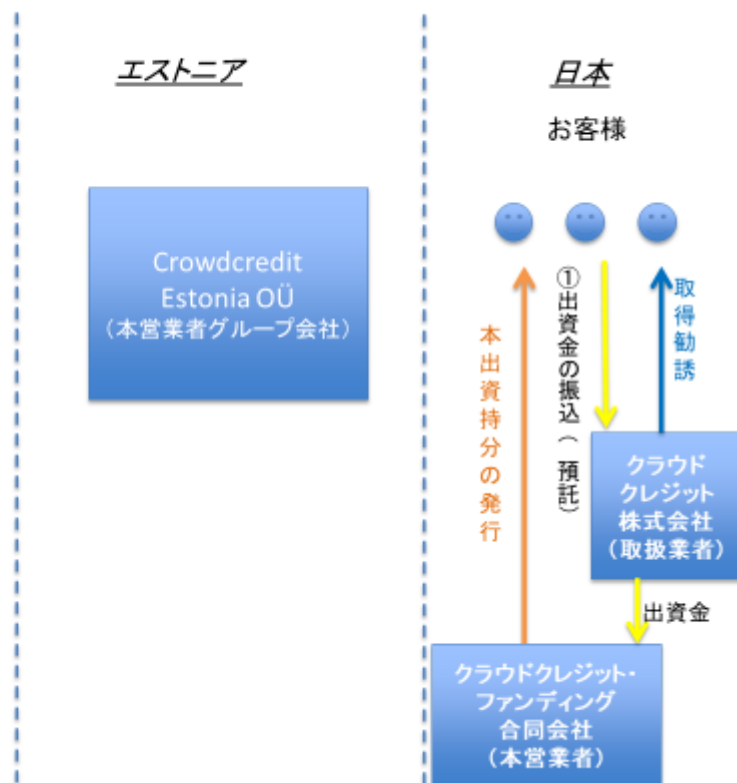 エストニア
日本
お客様
Crowdcredit
Estonia OÜ
（本営業者グループ会社）
本出資持分の発行
①出資金の振込（預託）
取得勧誘
クラウド
クレジット
株式会社
（取扱業者）
出資金
クラウドクレジット・
ファンディング
合同会社
（本営業者）